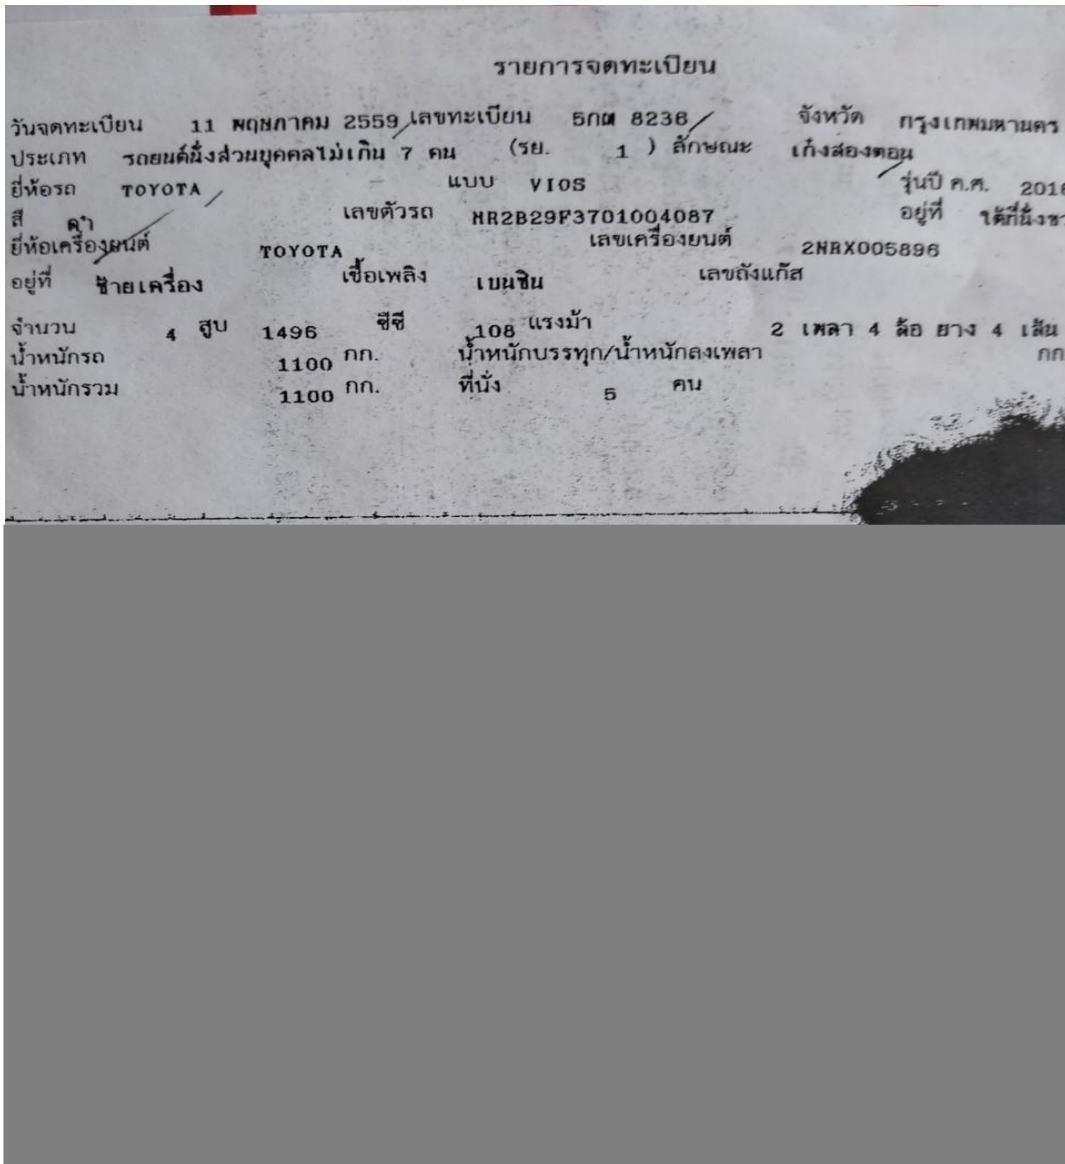 รายการจดทะเบียน
วันจดทะเบียน 11 พฤษภาคม 2559 เลขทะเบียน 5กผ 8236 จังหวัด กรุงเทพมหานคร
ประเภท รถยนต์นั่งส่วนบุคคลไม่เกิน 7 คน (รย. 1 ) ลักษณะ เก๋งสองตอน
ยี่ห้อรถ TOYOTA แบบ VIOS รุ่นปี ค.ศ. 2016
สี ดำ เลขตัวรถ MR2B29F3701004087 อยู่ที่ ใต้ที่นั่ง
ยี่ห้อเครื่องยนต์ TOYOTA เลขเครื่องยนต์ 2NRX005896
อยู่ที่ ซ้ายเครื่อง เชื้อเพลิง เบนซิน เลขถังแก๊ส
จำนวน 4 สูบ 1496 ซีซี 108 แรงม้า 2 เพลา 4 ล้อ ยาง 4 เส้น
น้ำหนักรถ 1100 กก. น้ำหนักบรรทุก/น้ำหนักลงเพลา กก
น้ำหนักรวม 1100 กก. ที่นั่ง 5 คน